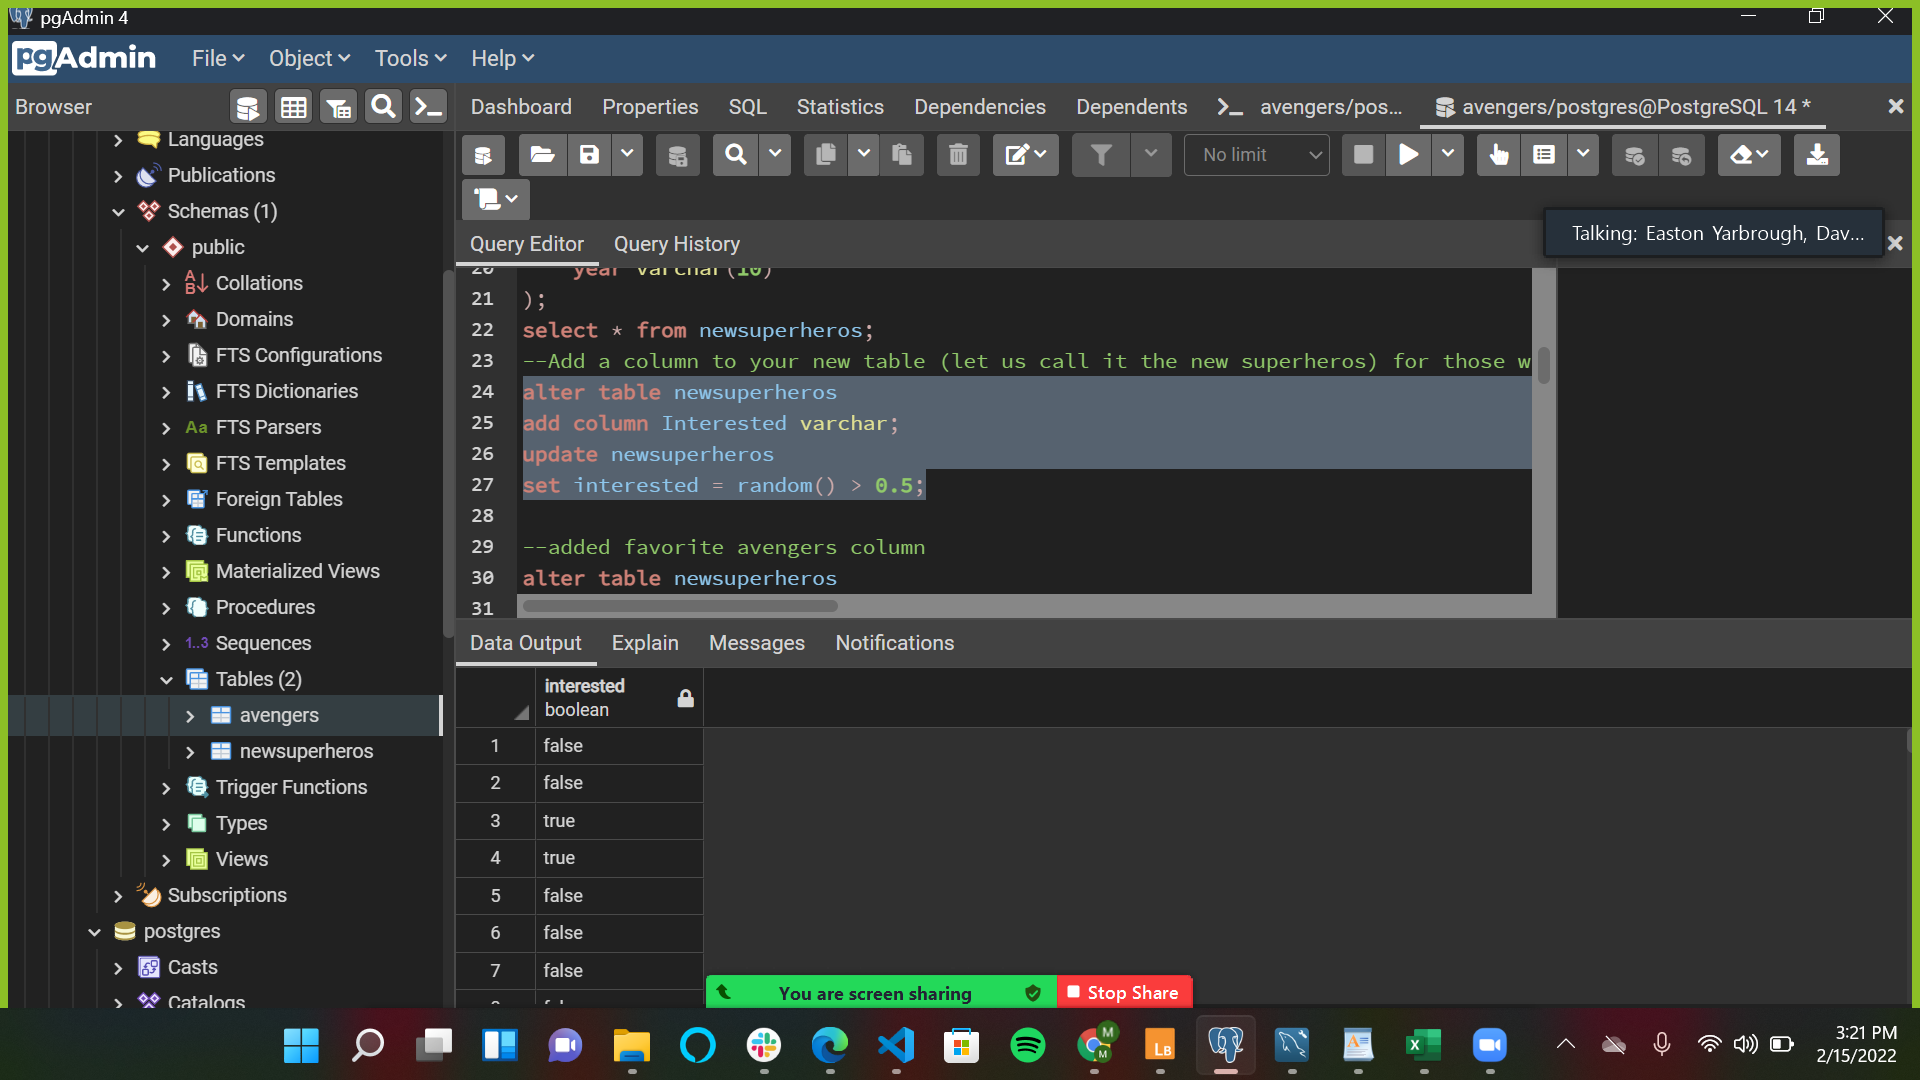 pgAdmin 4
pgAdmin File Object Tools Help
Browser
Dashboard Properties SQL Statistics Dependencies Dependents avengers/pos... avengers/postgres@PostgreSQL 14 *
No limit
Talking: Easton Yarbrough, Dav...
Query Editor Query History
Languages
Publications
Schemas (1)
public
Collations
Domains
FTS Configurations
FTS Dictionaries
Aa FTS Parsers
FTS Templates
Foreign Tables
Functions
Materialized Views
Procedures
1..3 Sequences
Tables (2)
avengers
newsuperheros
Trigger Functions
Types
Views
Subscriptions
postgres
Casts
Catalogs
20 year varchar(10)
21 );
22 select * from newsuperheros;
23 --Add a column to your new table (let us call it the new superheros) for those w
24 alter table newsuperheros
25 add column Interested varchar;
26 update newsuperheros
27 set interested = random() > 0.5;
28
29 --added favorite avengers column
30 alter table newsuperheros
31
Data Output Explain Messages Notifications
interested
boolean
1 false
2 false
3 true
4 true
5 false
6 false
7 false
You are screen sharing Stop Share
3:21 PM
2/15/2022